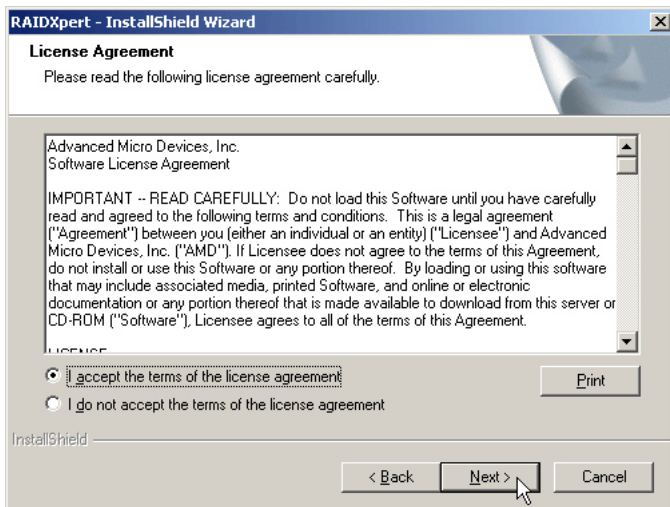 RAIDXpert - InstallShield Wizard
License Agreement
Please read the following license agreement carefully.
Advanced Micro Devices, Inc.
Software License Agreement
IMPORTANT -- READ CAREFULLY: Do not load this Software until you have carefully
read and agreed to the following terms and conditions. This is a legal agreement
("Agreement") between you (either an individual or an entity) ("Licensee") and Advanced
Micro Devices, Inc. ("AMD"). If Licensee does not agree to the terms of this Agreement,
do not install or use this Software or any portion thereof. By loading or using this software
that may include associated media, printed Software, and online or electronic
documentation or any portion thereof that is made available to download from this server or
CD-ROM ("Software"), Licensee agrees to all of the terms of this Agreement.
LICENSE
I accept the terms of the license agreement
Print
I do not accept the terms of the license agreement
InstallShield
< Back
Next >
Cancel